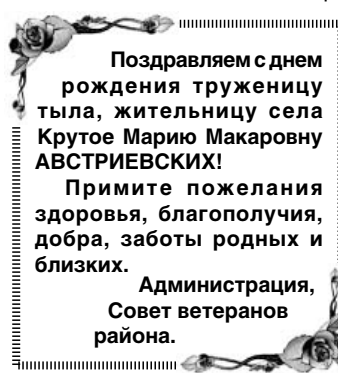 Поздравляем с днем
рождения труженицу
тыла, жительницу села
Крутое Марию Макаровну
АВСТРИЕВСКИХ!
Примите пожелания
здоровья, благополучия,
добра, заботы родных и
близких.
Администрация,
Совет ветеранов
района.